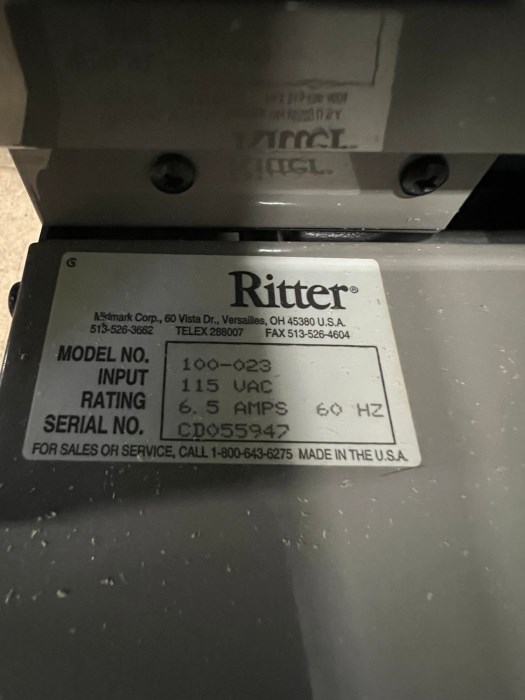 Ritter®
Midmark Corp., 60 Vista Dr., Versailles, OH 45380 U.S.A.
513-526-3662 TELEX 288007 FAX 513-526-4604
MODEL NO. 100-023
INPUT 115 VAC
RATING 6.5 AMPS 60 HZ
SERIAL NO. CD055947
FOR SALES OR SERVICE, CALL 1-800-643-6275 MADE IN THE U.S.A.